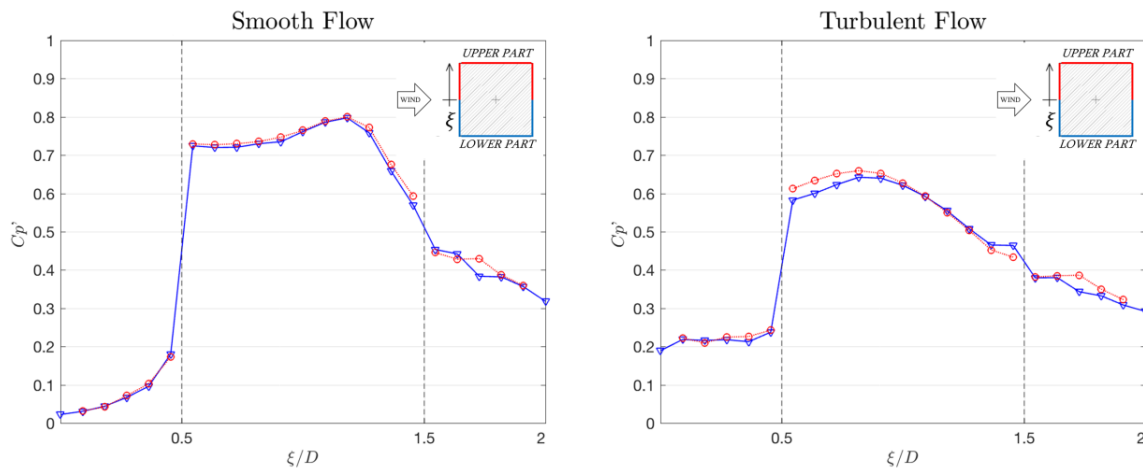 Smooth Flow
1
0.9
0.8
0.7
0.6
0.5
0.4
0.3
0.2
0.1
0
Cp'
UPPER PART
WIND
ξ
LOWER PART
0.5
1.5
2
ξ/D
Turbulent Flow
1
0.9
0.8
0.7
0.6
0.5
0.4
0.3
0.2
0.1
0
Cp'
UPPER PART
WIND
ξ
LOWER PART
0.5
1.5
2
ξ/D